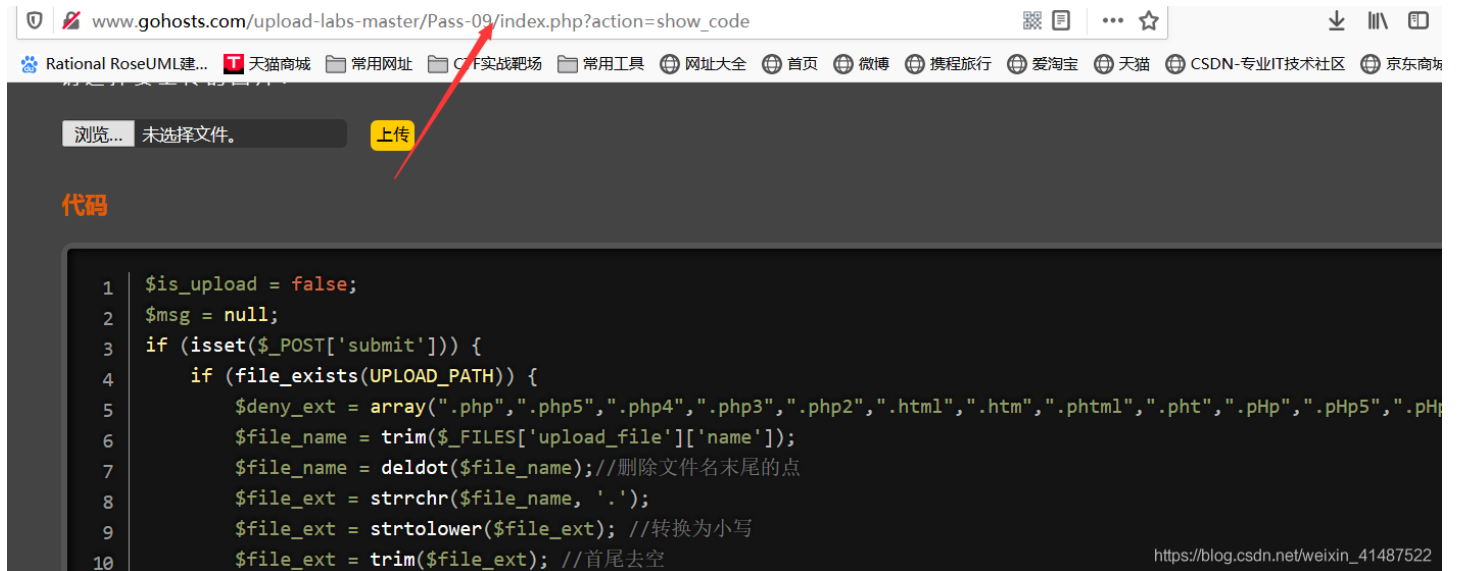 www.gohosts.com/upload-labs-master/Pass-09/index.php?action=show_code
Rational RoseUML建... 天猫商城 常用网址 CTF实战靶场 常用工具 网址大全 首页 微博 携程旅行 爱淘宝 天猫 CSDN-专业IT技术社区 京东商城
浏览... 未选择文件。 上传
代码
1 $is_upload = false;
2 $msg = null;
3 if (isset($_POST['submit'])) {
4 if (file_exists(UPLOAD_PATH)) {
5 $deny_ext = array(".php",".php5",".php4",".php3",".php2",".html",".htm",".phtml",".pht",".pHp",".pHp5",".pHp
6 $file_name = trim($_FILES['upload_file']['name']);
7 $file_name = deldot($file_name);//删除文件名末尾的点
8 $file_ext = strrchr($file_name, '.');
9 $file_ext = strtolower($file_ext); //转换为小写
10 $file_ext = trim($file_ext); //首尾去空
https://blog.csdn.net/weixin_41487522